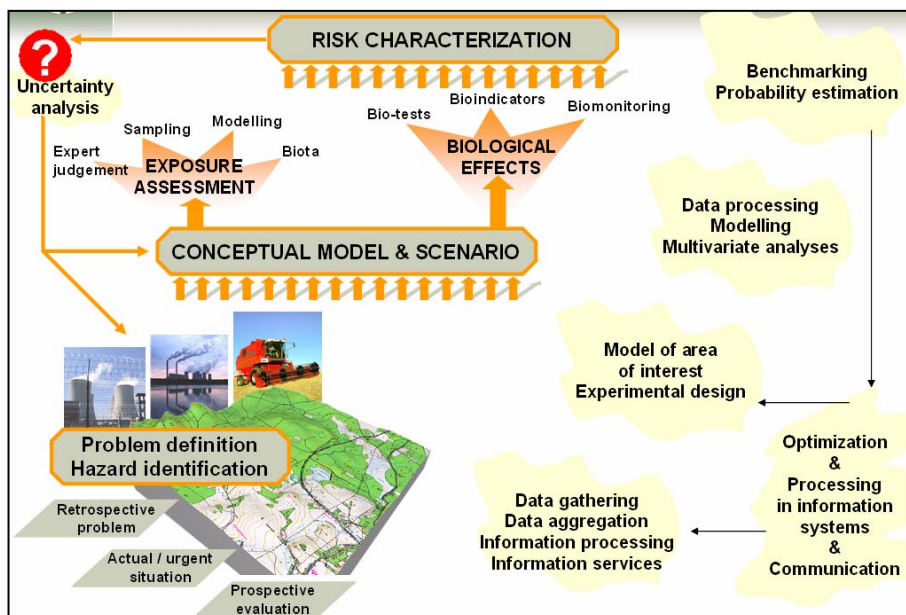 RISK CHARACTERIZATION
?
Uncertainty
analysis
Benchmarking
Probability estimation
Bio-tests
Bioindicators
Biomonitoring
Sampling
Modelling
Expert
judgement
Biota
EXPOSURE
ASSESSMENT
BIOLOGICAL
EFFECTS
Data processing
Modelling
Multivariate analyses
CONCEPTUAL MODEL & SCENARIO
Model of area
of interest
Experimental design
Problem definition
Hazard identification
Optimization
&
Processing
in information
systems
&
Communication
Data gathering
Data aggregation
Information processing
Information services
Retrospective
problem
Actual / urgent
situation
Prospective
evaluation